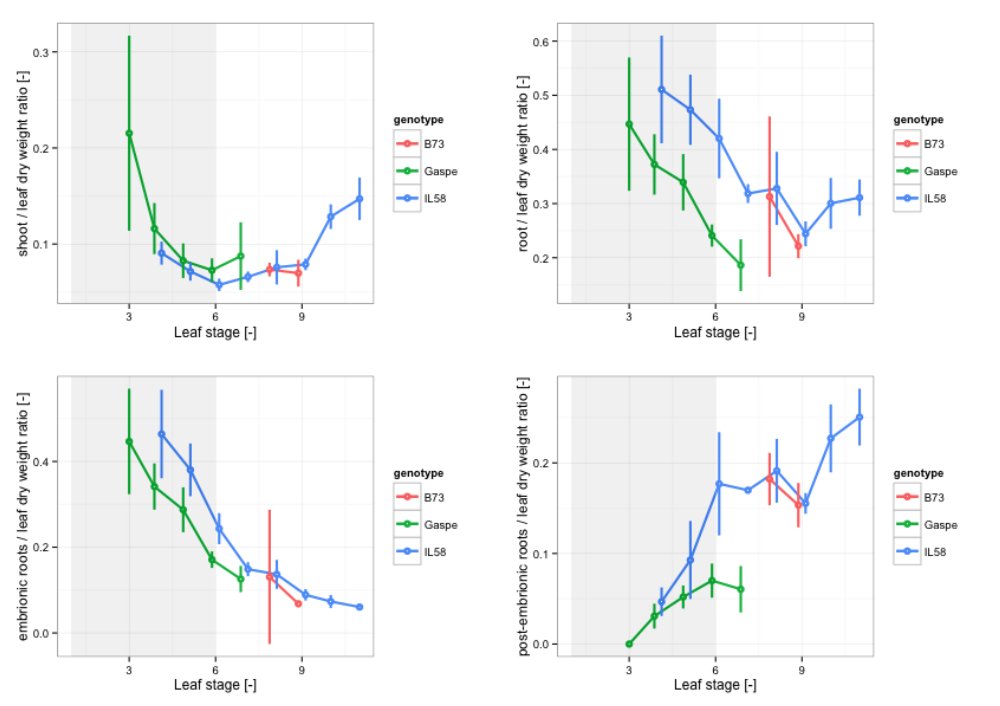 shoot / leaf dry weight ratio [-]
0.3
0.2
0.1
3 6 9
Leaf stage [-]
genotype
B73
Gaspe
IL58
root / leaf dry weight ratio [-]
0.6
0.5
0.4
0.3
0.2
3 6 9
Leaf stage [-]
genotype
B73
Gaspe
IL58
embrionic roots / leaf dry weight ratio [-]
0.4
0.2
0.0
3 6 9
Leaf stage [-]
genotype
B73
Gaspe
IL58
post-embrionic roots / leaf dry weight ratio [-]
0.2
0.1
0.0
3 6 9
Leaf stage [-]
genotype
B73
Gaspe
IL58